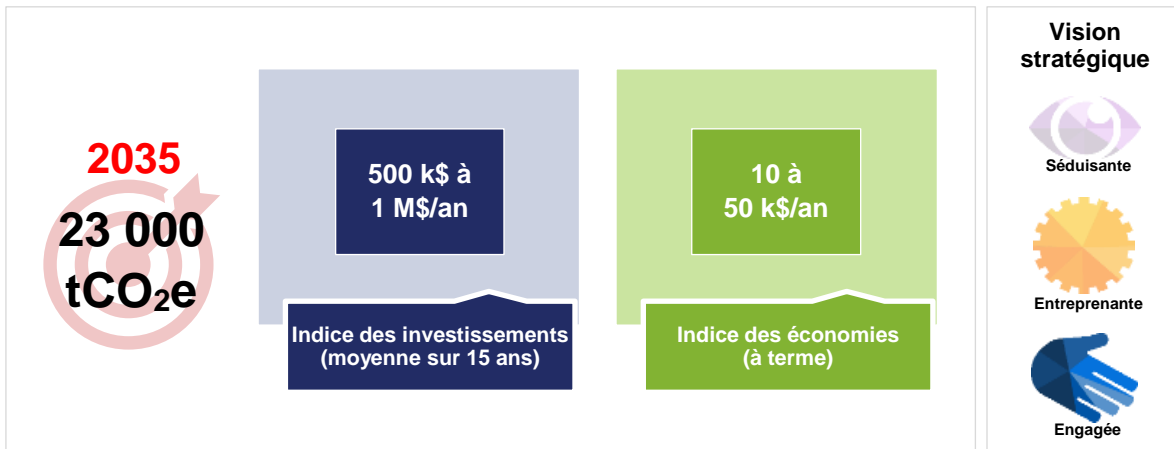 2035
23 000
tCO₂e
500 k$ à
1 M$/an
Indice des investissements
(moyenne sur 15 ans)
10 à
50 k$/an
Indice des économies
(à terme)
Vision
stratégique
Séduisante
Entreprenante
Engagée